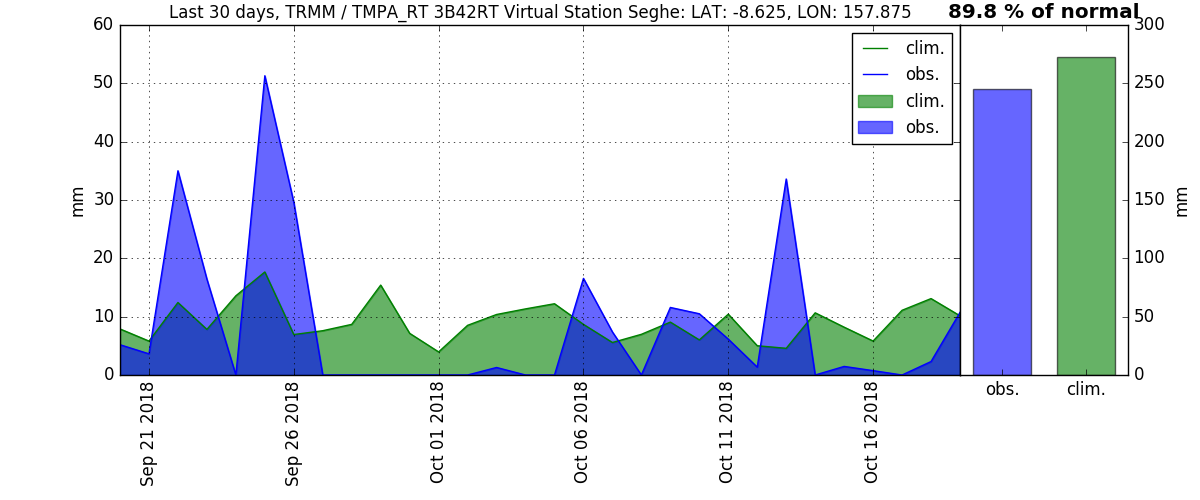 Last 30 days, TRMM / TMPA_RT 3B42RT Virtual Station Seghe: LAT: -8.625, LON: 157.875
89.8 % of normal
60
50
40
30
20
10
0
mm
clim.
obs.
clim.
obs.
300
250
200
150
100
50
0
mm
obs.
clim.
Sep 21 2018
Sep 26 2018
Oct 01 2018
Oct 06 2018
Oct 11 2018
Oct 16 2018